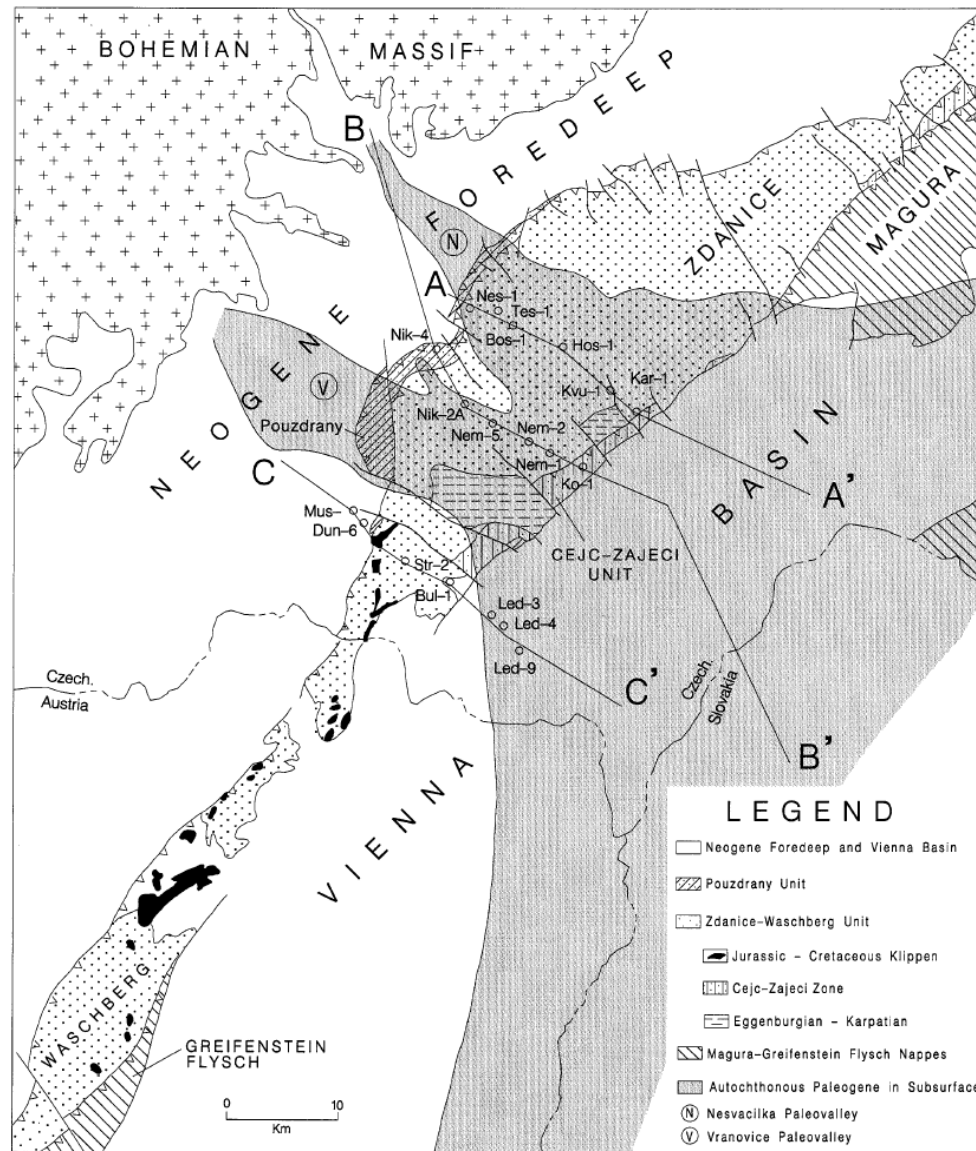 BOHEMIAN
MASSIF
B
FOREDEEP
N
A
ZDANICE
MAGURA
NEOGENE
Nes-1
Tes-1
Bos-1
Hos-1
Nik-4
V
Kvu-1
Kar-1
Nik-2A
Pouzdrany
Nem-5
Nem-2
Nem-1
Ko-1
C
A'
BASIN
Mus-
Dun-6
CEJC-ZAJECI
UNIT
Str-2
Bul-1
Led-3
Led-4
Led-9
C'
Czech.
Slovakia
Czech.
Austria
B'
VIENNA
WASCHBERG
GREIFENSTEIN
FLYSCH
0 10
Km
LEGEND
Neogene Foredeep and Vienna Basin
Pouzdrany Unit
Zdanice-Waschberg Unit
Jurassic - Cretaceous Klippen
Cejc-Zajeci Zone
Eggenburgian - Karpatian
Magura-Greifenstein Flysch Nappes
Autochthonous Paleogene in Subsurface
N Nesvacilka Paleovalley
V Vranovice Paleovalley